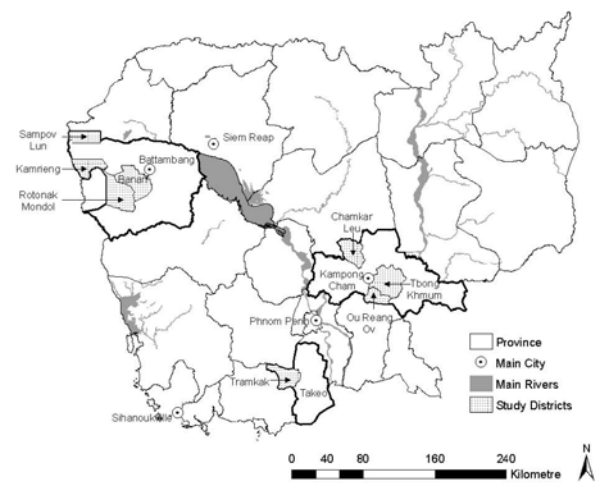 Siem Reap
Sampov
Lun
Battambang
Kamrieng
Banan
Rotonak
Mondol
Chamkar
Leu
Kampong
Cham
Tbong
Khmum
Ou Reang
Ov
Phnom Penh
Tramkak
Takeo
Sihanoukville
Province
Main City
Main Rivers
Study Districts
N
0 40 80 160 240
Kilometre